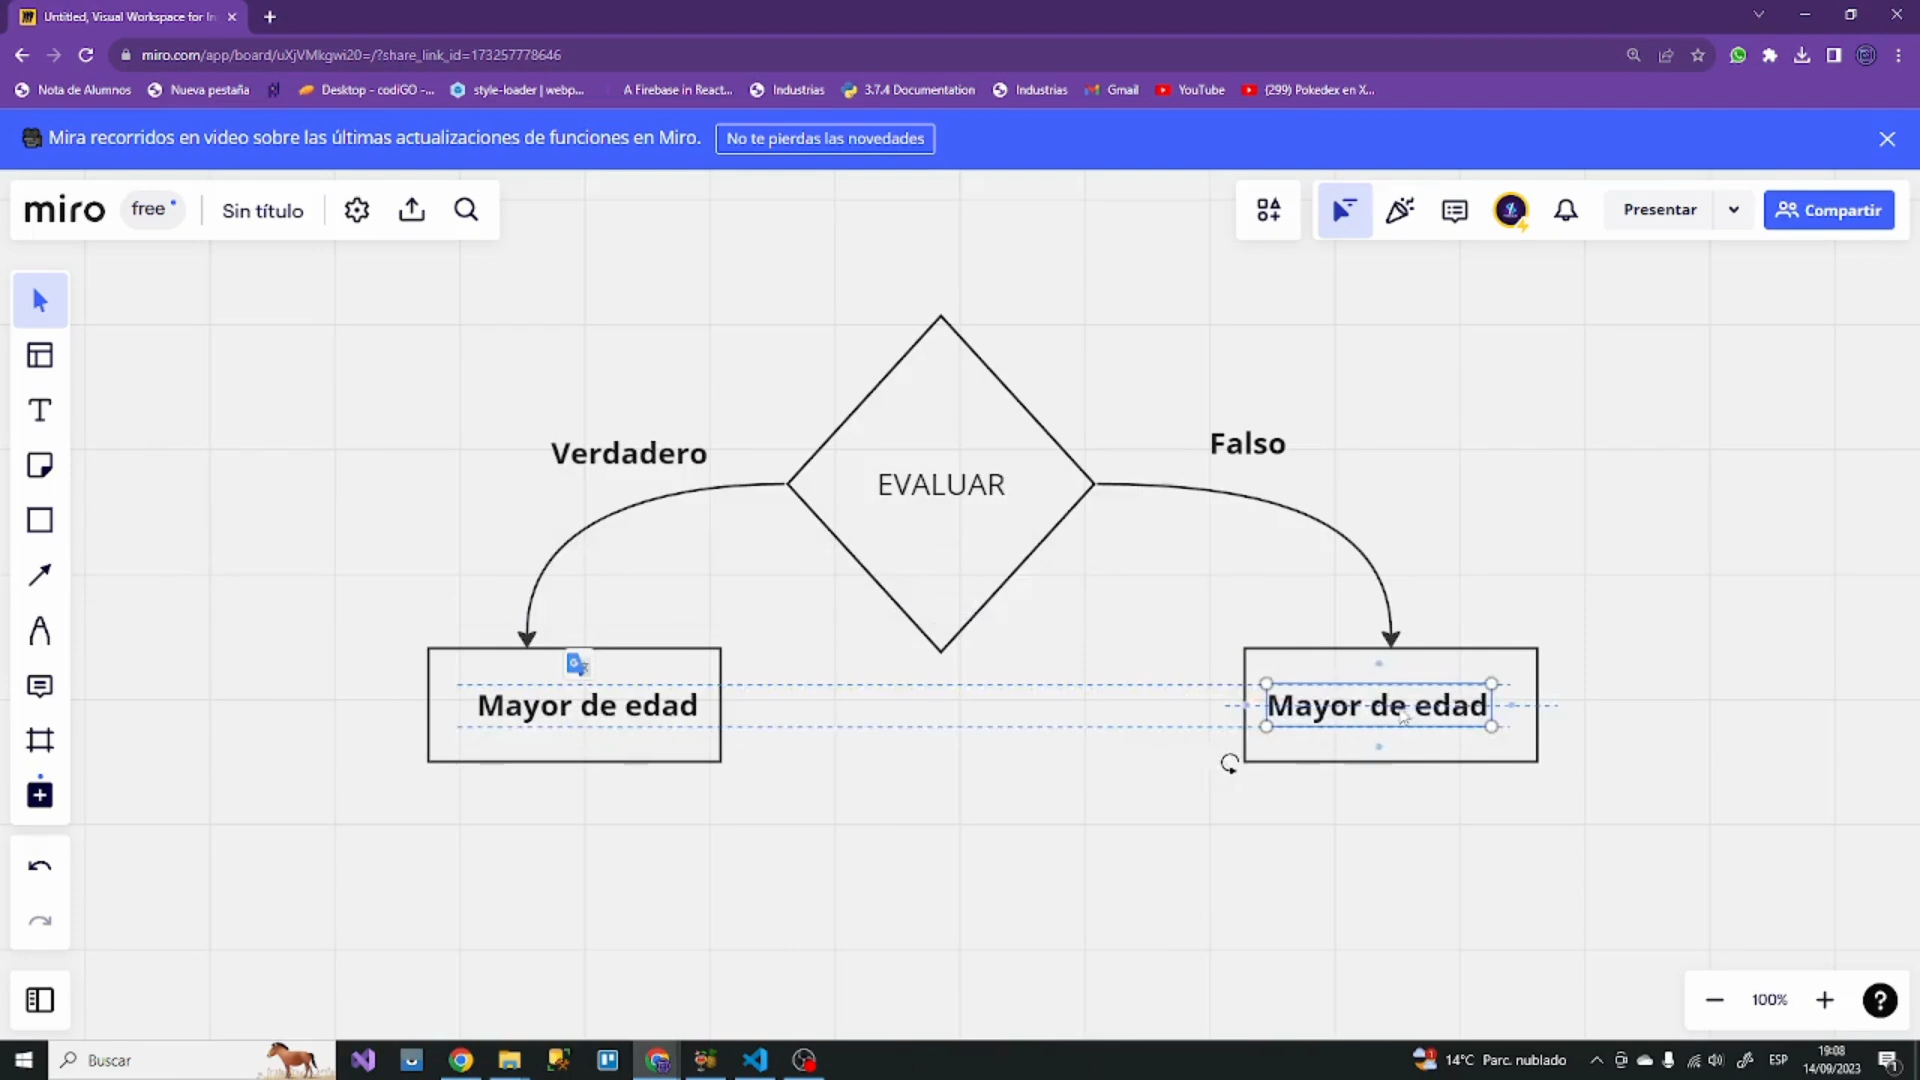 Untitled, Visual Workspace for In
miro.com/app/board/uXjVMkgwi20=/?share_link_id=173257778646
Nota de Alumnos
Nueva pestaña
Desktop - codiGO -...
style-loader | webp...
A Firebase in React...
Industrias
3.7.4 Documentation
Industrias
Gmail
YouTube
(299) Pokedex en X...
Mira recorridos en video sobre las últimas actualizaciones de funciones en Miro.
No te pierdas las novedades
miro
free
Sin título
Presentar
Compartir
Verdadero
Falso
EVALUAR
Mayor de edad
Mayor de edad
100%
Buscar
14°C Parc. nublado
ESP
19:08
14/09/2023